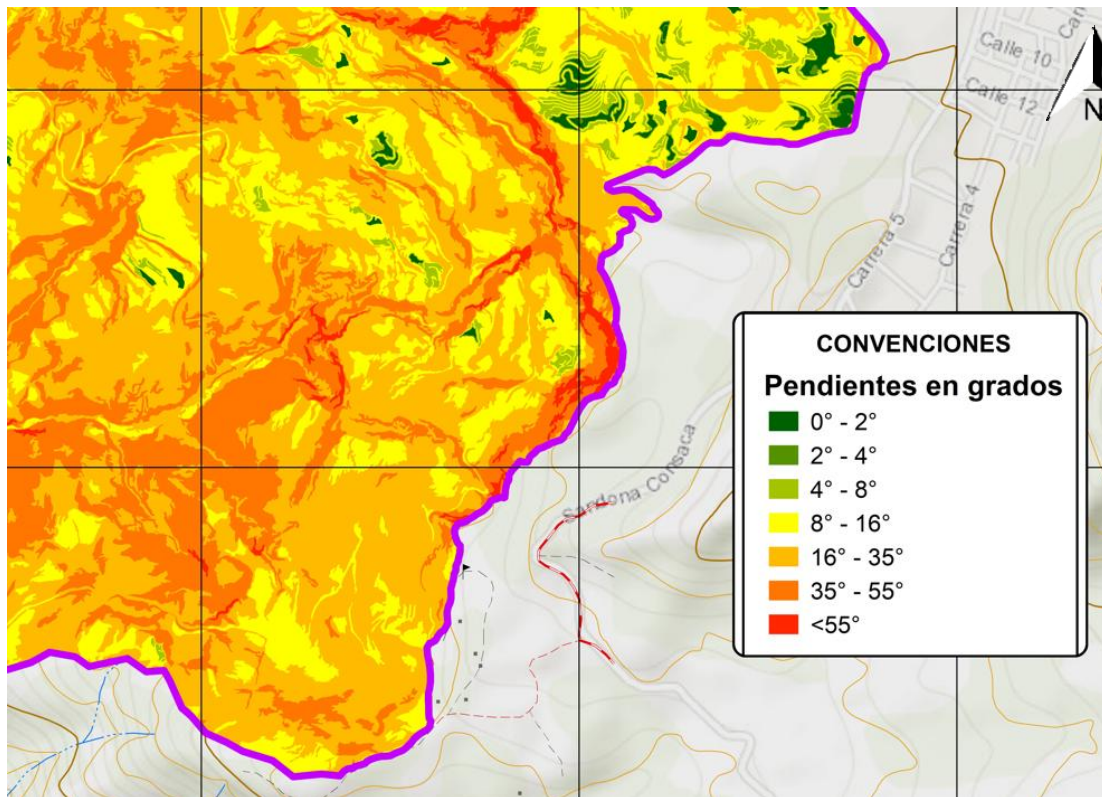 Calle 10
Calle 12
N
Carrera 5
Carrera 4
Sandona Consaca
CONVENCIONES
Pendientes en grados
0° - 2°
2° - 4°
4° - 8°
8° - 16°
16° - 35°
35° - 55°
<55°